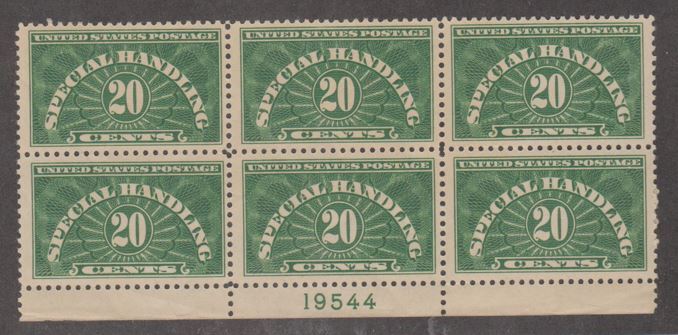 UNITED STATES POSTAGE UNITED STATES POSTAGE UNITED STATES POSTAGE
SPECIAL HANDLING SPECIAL HANDLING SPECIAL HANDLING
20 20 20
CENTS CENTS CENTS
UNITED STATES POSTAGE UNITED STATES POSTAGE UNITED STATES POSTAGE
SPECIAL HANDLING SPECIAL HANDLING SPECIAL HANDLING
20 20 20
CENTS CENTS CENTS
19544